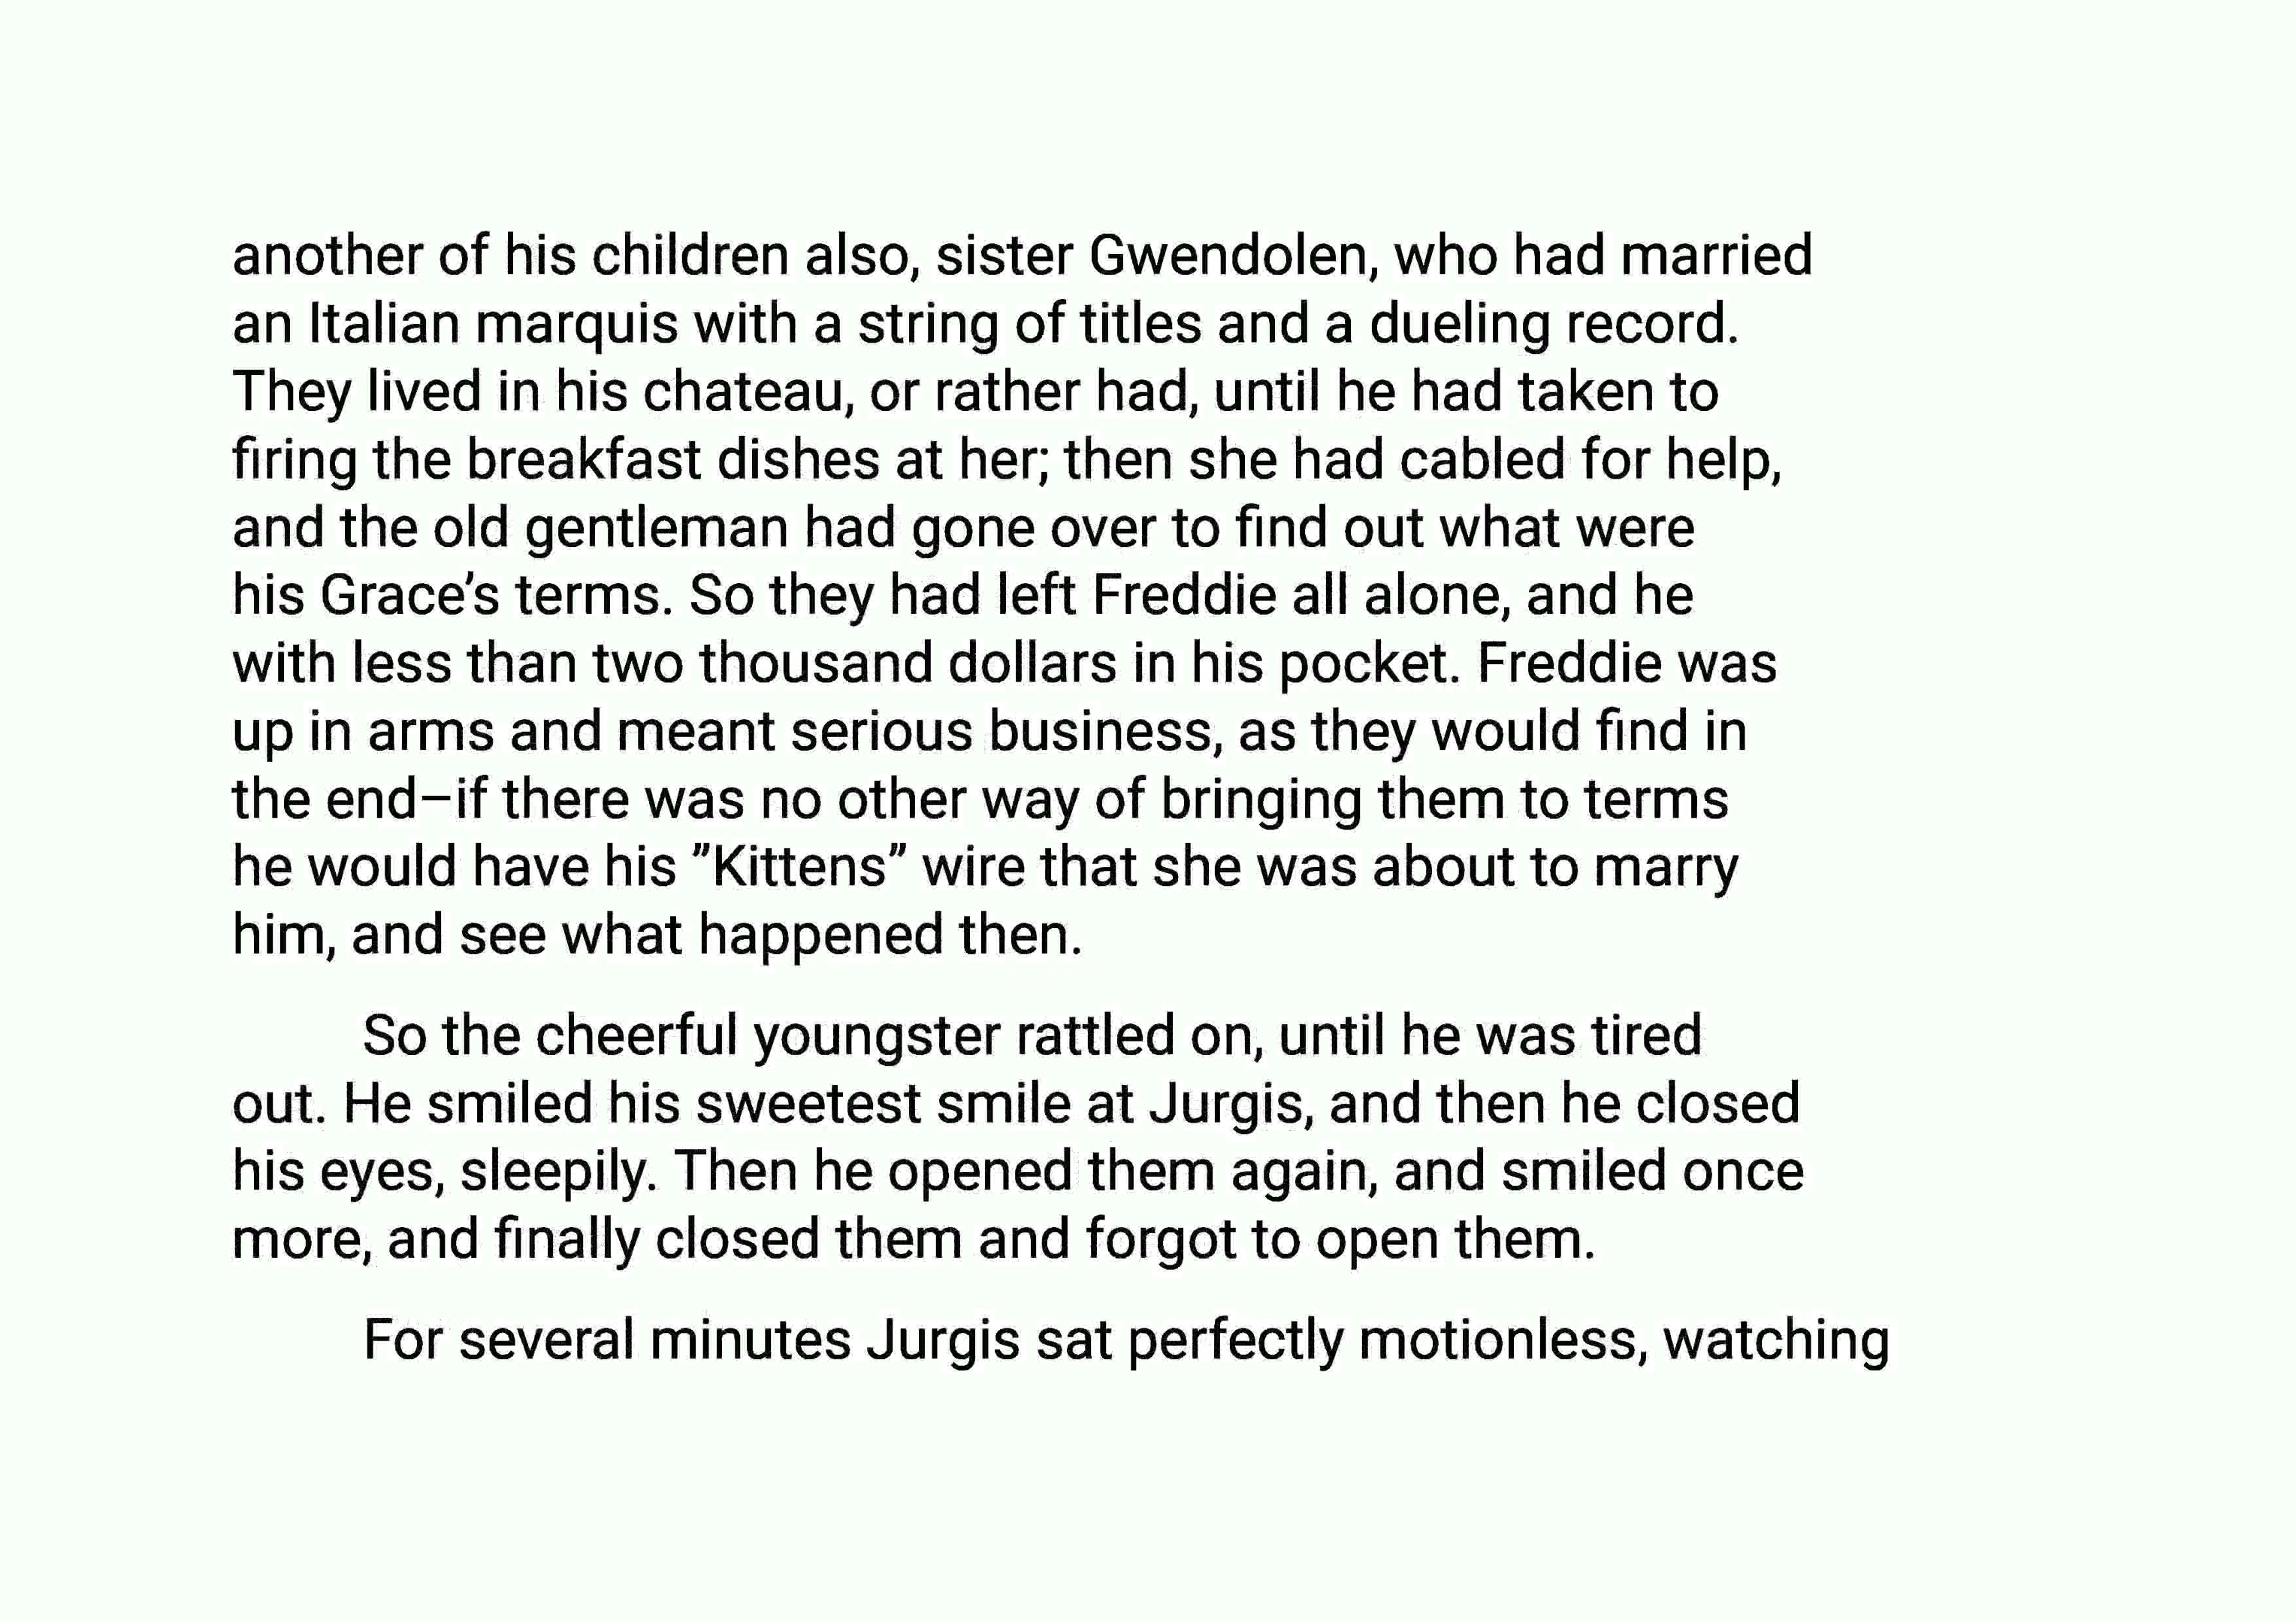 another of his children also, sister Gwendolen, who had married
an Italian marquis with a string of titles and a dueling record.
They lived in his chateau, or rather had, until he had taken to
firing the breakfast dishes at her; then she had cabled for help,
and the old gentleman had gone over to find out what were
his Grace’s terms. So they had left Freddie all alone, and he
with less than two thousand dollars in his pocket. Freddie was
up in arms and meant serious business, as they would find in
the end–if there was no other way of bringing them to terms
he would have his ”Kittens” wire that she was about to marry
him, and see what happened then.
So the cheerful youngster rattled on, until he was tired
out. He smiled his sweetest smile at Jurgis, and then he closed
his eyes, sleepily. Then he opened them again, and smiled once
more, and finally closed them and forgot to open them.
For several minutes Jurgis sat perfectly motionless, watching